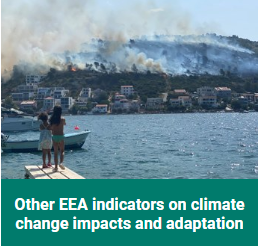 Other EEA indicators on climate
change impacts and adaptation